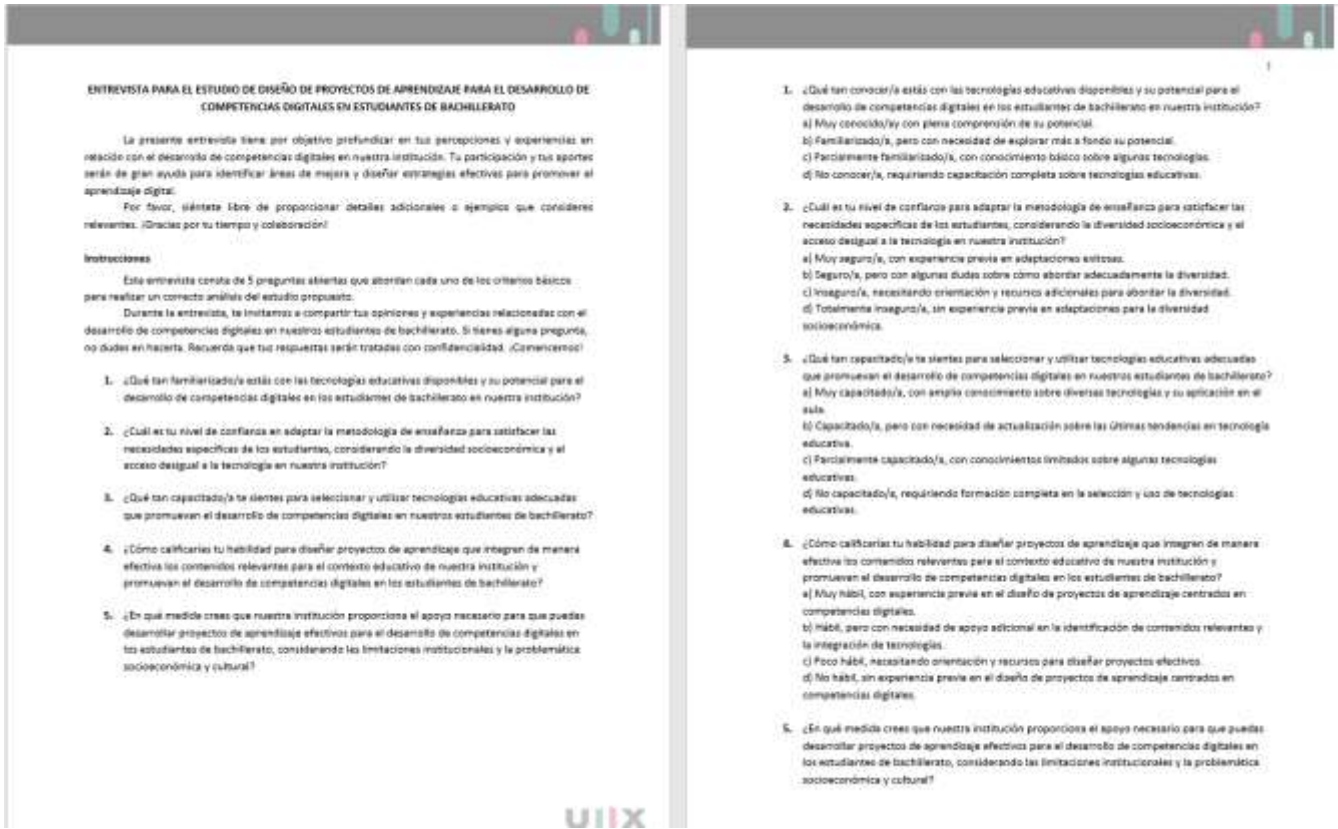 ENTREVISTA PARA EL ESTUDIO DE DISEÑO DE PROYECTOS DE APRENDIZAJE PARA EL DESARROLLO DE
COMPETENCIAS DIGITALES EN ESTUDIANTES DE BACHILLERATO
La presente entrevista tiene por objetivo profundizar en tus percepciones y experiencias en
relación con el desarrollo de competencias digitales en nuestra institución. Tu participación y tus aportes
serán de gran ayuda para identificar áreas de mejora y diseñar estrategias efectivas para promover el
aprendizaje digital.
Por favor, siéntete libre de proporcionar detalles adicionales o ejemplos que consideres
relevantes. ¡Gracias por tu tiempo y colaboración!
Instrucciones
Esta entrevista consta de 5 preguntas abiertas que abordan cada uno de los criterios básicos
para realizar un correcto análisis del estudio propuesto.
Durante la entrevista, te invitamos a compartir tus opiniones y experiencias relacionadas con el
desarrollo de competencias digitales en nuestros estudiantes de bachillerato. Si tienes alguna pregunta,
no dudes en hacerla. Recuerda que tus respuestas serán tratadas con confidencialidad. ¡Comencemos!
1. ¿Qué tan familiarizado/a estás con las tecnologías educativas disponibles y su potencial para el
desarrollo de competencias digitales en los estudiantes de bachillerato en nuestra institución?
2. ¿Cuál es tu nivel de confianza en adaptar la metodología de enseñanza para satisfacer las
necesidades específicas de los estudiantes, considerando la diversidad socioeconómica y el
acceso desigual a la tecnología en nuestra institución?
3. ¿Qué tan capacitado/a te sientes para seleccionar y utilizar tecnologías educativas adecuadas
que promuevan el desarrollo de competencias digitales en nuestros estudiantes de bachillerato?
4. ¿Cómo calificarías tu habilidad para diseñar proyectos de aprendizaje que integren de manera
efectiva los contenidos relevantes para el contexto educativo de nuestra institución y
promuevan el desarrollo de competencias digitales en los estudiantes de bachillerato?
5. ¿En qué medida crees que nuestra institución proporciona el apoyo necesario para que puedas
desarrollar proyectos de aprendizaje efectivos para el desarrollo de competencias digitales en
los estudiantes de bachillerato, considerando las limitaciones institucionales y la problemática
socioeconómica y cultural?
1. ¿Qué tan conocer/a estás con las tecnologías educativas disponibles y su potencial para el
desarrollo de competencias digitales en los estudiantes de bachillerato en nuestra institución?
a) Muy conocido/ay con plena comprensión de su potencial.
b) Familiarizado/a, pero con necesidad de explorar más a fondo su potencial.
c) Parcialmente familiarizado/a, con conocimiento básico sobre algunas tecnologías.
d) No conocer/a, requiriendo capacitación completa sobre tecnologías educativas.
2. ¿Cuál es tu nivel de confianza para adaptar la metodología de enseñanza para satisfacer las
necesidades específicas de los estudiantes, considerando la diversidad socioeconómica y el
acceso desigual a la tecnología en nuestra institución?
a) Muy seguro/a, con experiencia previa en adaptaciones exitosas.
b) Seguro/a, pero con algunas dudas sobre cómo abordar adecuadamente la diversidad.
c) Inseguro/a, necesitando orientación y recursos adicionales para abordar la diversidad.
d) Totalmente inseguro/a, sin experiencia previa en adaptaciones para la diversidad
socioeconómica.
3. ¿Qué tan capacitado/a te sientes para seleccionar y utilizar tecnologías educativas adecuadas
que promuevan el desarrollo de competencias digitales en nuestros estudiantes de bachillerato?
a) Muy capacitado/a, con amplio conocimiento sobre diversas tecnologías y su aplicación en el
aula.
b) Capacitado/a, pero con necesidad de actualización sobre las últimas tendencias en tecnología
educativa.
c) Parcialmente capacitado/a, con conocimientos limitados sobre algunas tecnologías
educativas.
d) No capacitado/a, requiriendo formación completa en la selección y uso de tecnologías
educativas.
4. ¿Cómo calificarías tu habilidad para diseñar proyectos de aprendizaje que integren de manera
efectiva los contenidos relevantes para el contexto educativo de nuestra institución y
promuevan el desarrollo de competencias digitales en los estudiantes de bachillerato?
a) Muy hábil, con experiencia previa en el diseño de proyectos de aprendizaje centrados en
competencias digitales.
b) Hábil, pero con necesidad de apoyo adicional en la identificación de contenidos relevantes y
la integración de tecnologías.
c) Poco hábil, necesitando orientación y recursos para diseñar proyectos efectivos.
d) No hábil, sin experiencia previa en el diseño de proyectos de aprendizaje centrados en
competencias digitales.
5. ¿En qué medida crees que nuestra institución proporciona el apoyo necesario para que puedas
desarrollar proyectos de aprendizaje efectivos para el desarrollo de competencias digitales en
los estudiantes de bachillerato, considerando las limitaciones institucionales y la problemática
socioeconómica y cultural?